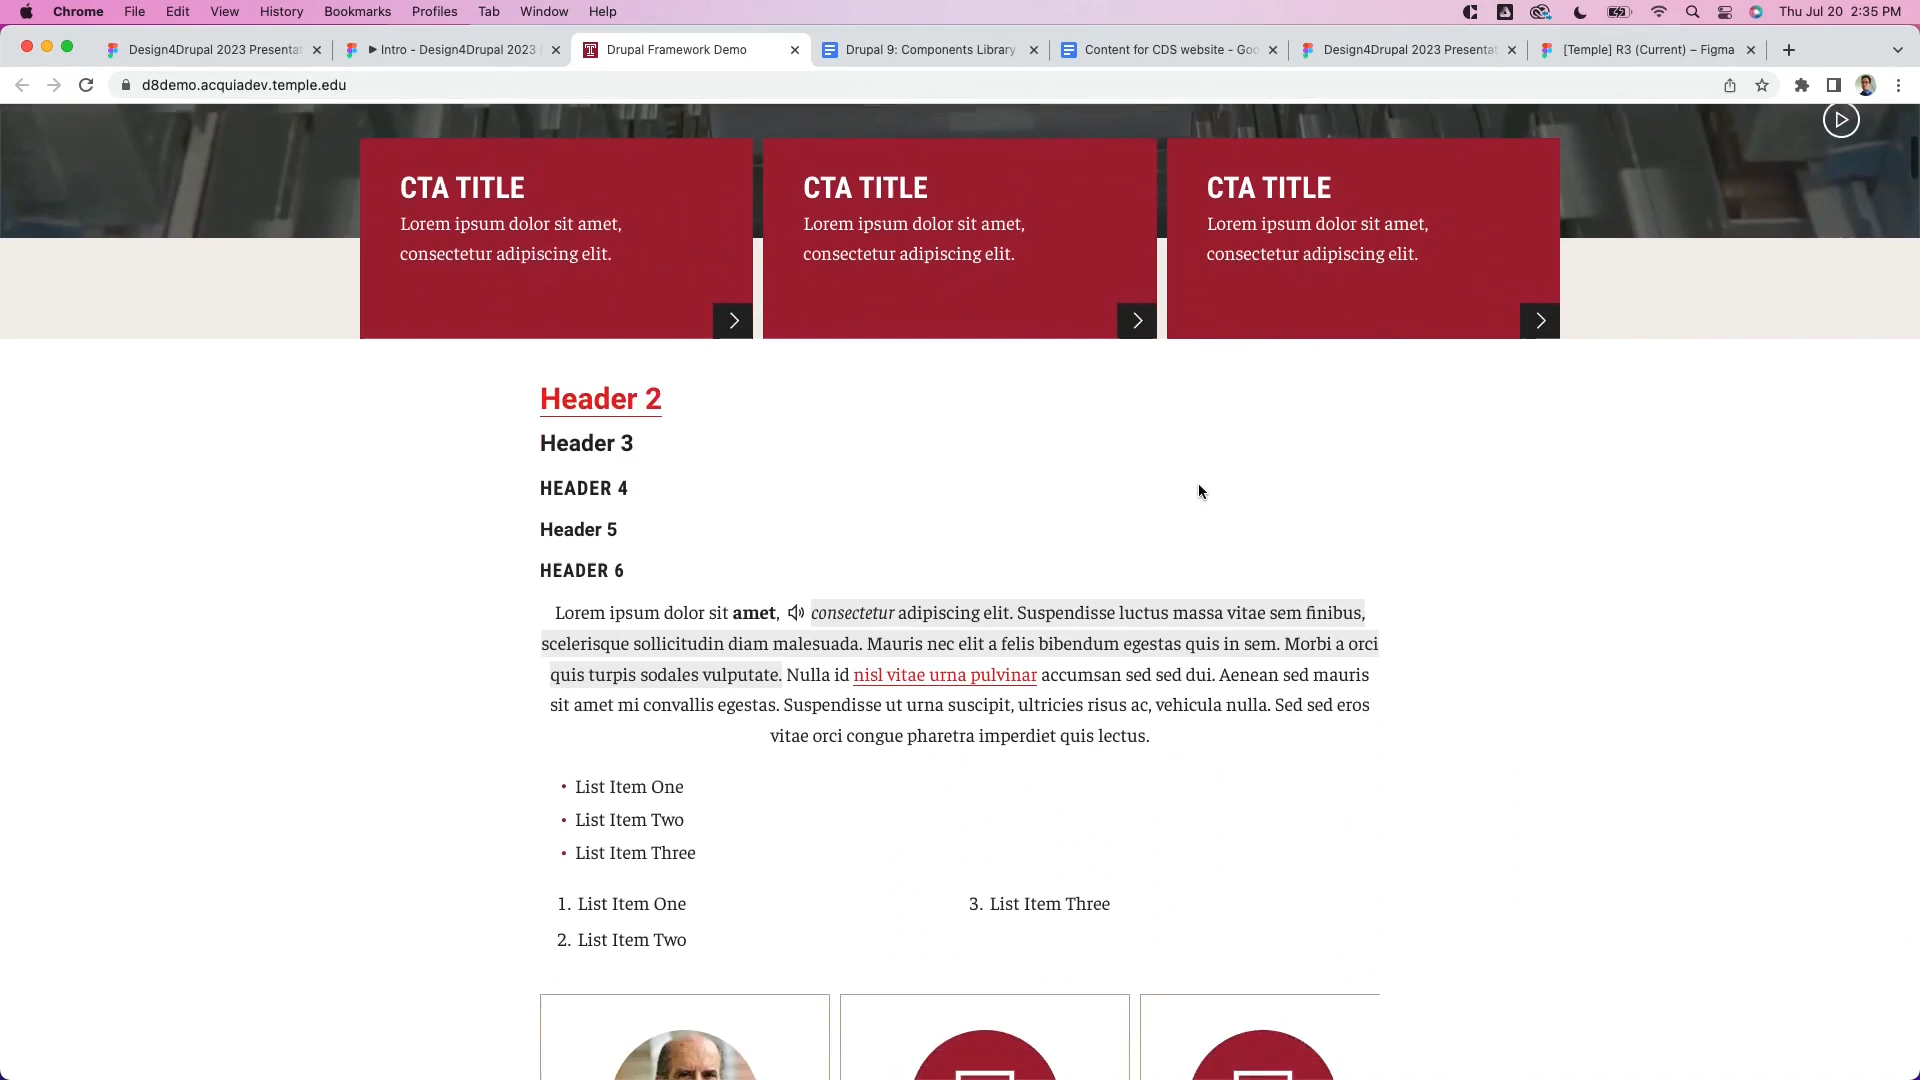 Chrome File Edit View History Bookmarks Profiles Tab Window Help Thu Jul 20 2:35 PM
Design4Drupal 2023 Presentat Intro - Design4Drupal 2023 Drupal Framework Demo Drupal 9: Components Library Content for CDS website - Goo Design4Drupal 2023 Presentat [Temple] R3 (Current) – Figma
d8demo.acquiadev.temple.edu
CTA TITLE
Lorem ipsum dolor sit amet,
consectetur adipiscing elit.
CTA TITLE
Lorem ipsum dolor sit amet,
consectetur adipiscing elit.
CTA TITLE
Lorem ipsum dolor sit amet,
consectetur adipiscing elit.
Header 2
Header 3
HEADER 4
Header 5
HEADER 6
Lorem ipsum dolor sit amet, consectetur adipiscing elit. Suspendisse luctus massa vitae sem finibus,
scelerisque sollicitudin diam malesuada. Mauris nec elit a felis bibendum egestas quis in sem. Morbi a orci
quis turpis sodales vulputate. Nulla id nisl vitae urna pulvinar accumsan sed sed dui. Aenean sed mauris
sit amet mi convallis egestas. Suspendisse ut urna suscipit, ultricies risus ac, vehicula nulla. Sed sed eros
vitae orci congue pharetra imperdiet quis lectus.
• List Item One
• List Item Two
• List Item Three
1. List Item One
2. List Item Two
3. List Item Three